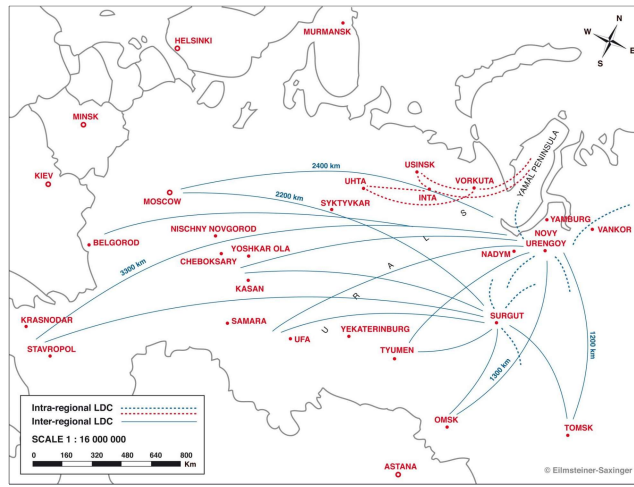 MURMANSK
HELSINKI
N
W
E
S
MINSK
KIEV
MOSCOW
2400 km
2200 km
USINSK
UHTA
INTA
VORKUTA
YAMAL PENINSULA
SYKTYVKAR
NISCHNY NOVGOROD
BELGOROD
YOSHKAR OLA
CHEBOKSARY
KASAN
3300 km
URALS
YAMBURG
NOVY
URENGOY
VANKOR
NADYM
KRASNODAR
STAVROPOL
SAMARA
UFA
YEKATERINBURG
TYUMEN
SURGUT
1300 km
1200 km
OMSK
TOMSK
ASTANA
Intra-regional LDC
Inter-regional LDC
SCALE 1 : 16 000 000
0 160 320 480 640 800
Km
© Eilmsteiner-Saxinger